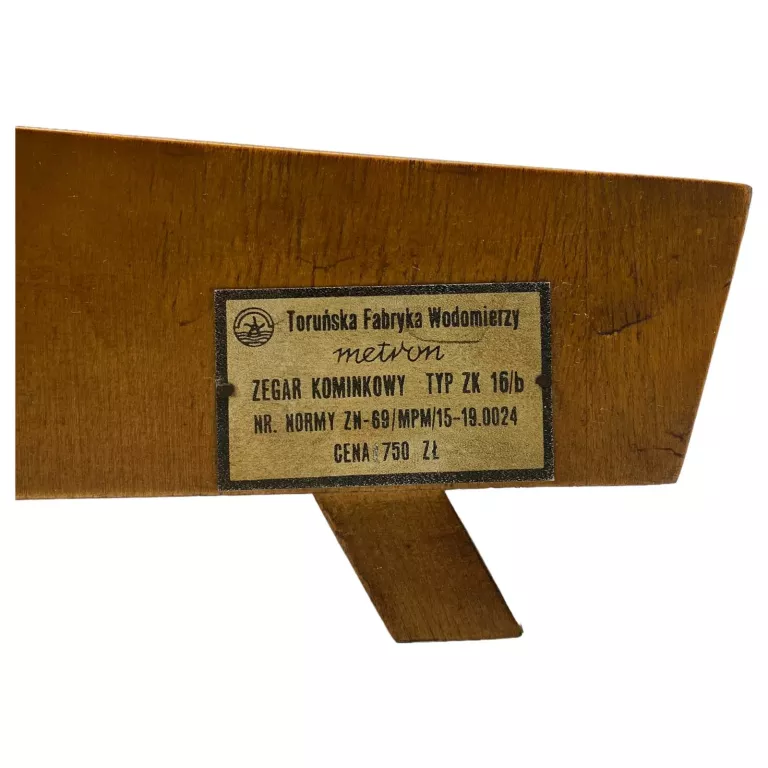 Toruńska Fabryka Wodomierzy
metron
ZEGAR KOMINKOWY TYP ZK 16/b
NR. NORMY ZN-69/MPM/15-19.0024
CENA 750 ZŁ